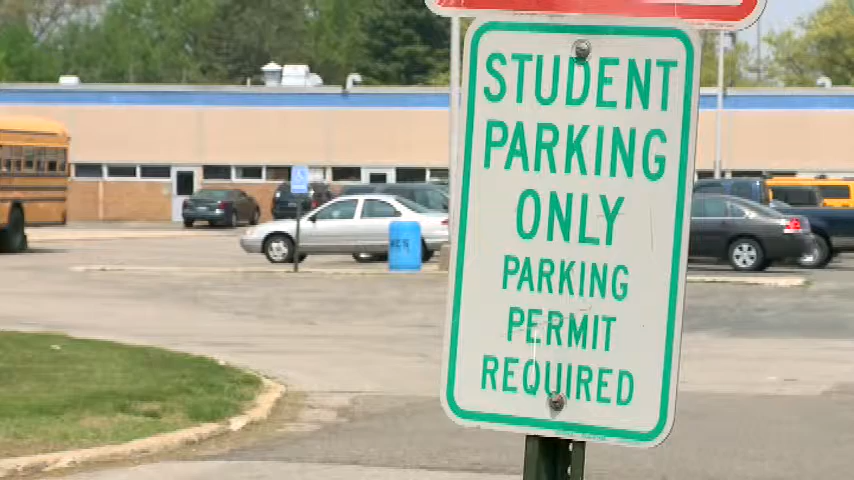 STUDENT
PARKING
ONLY
PARKING
PERMIT
REQUIRED